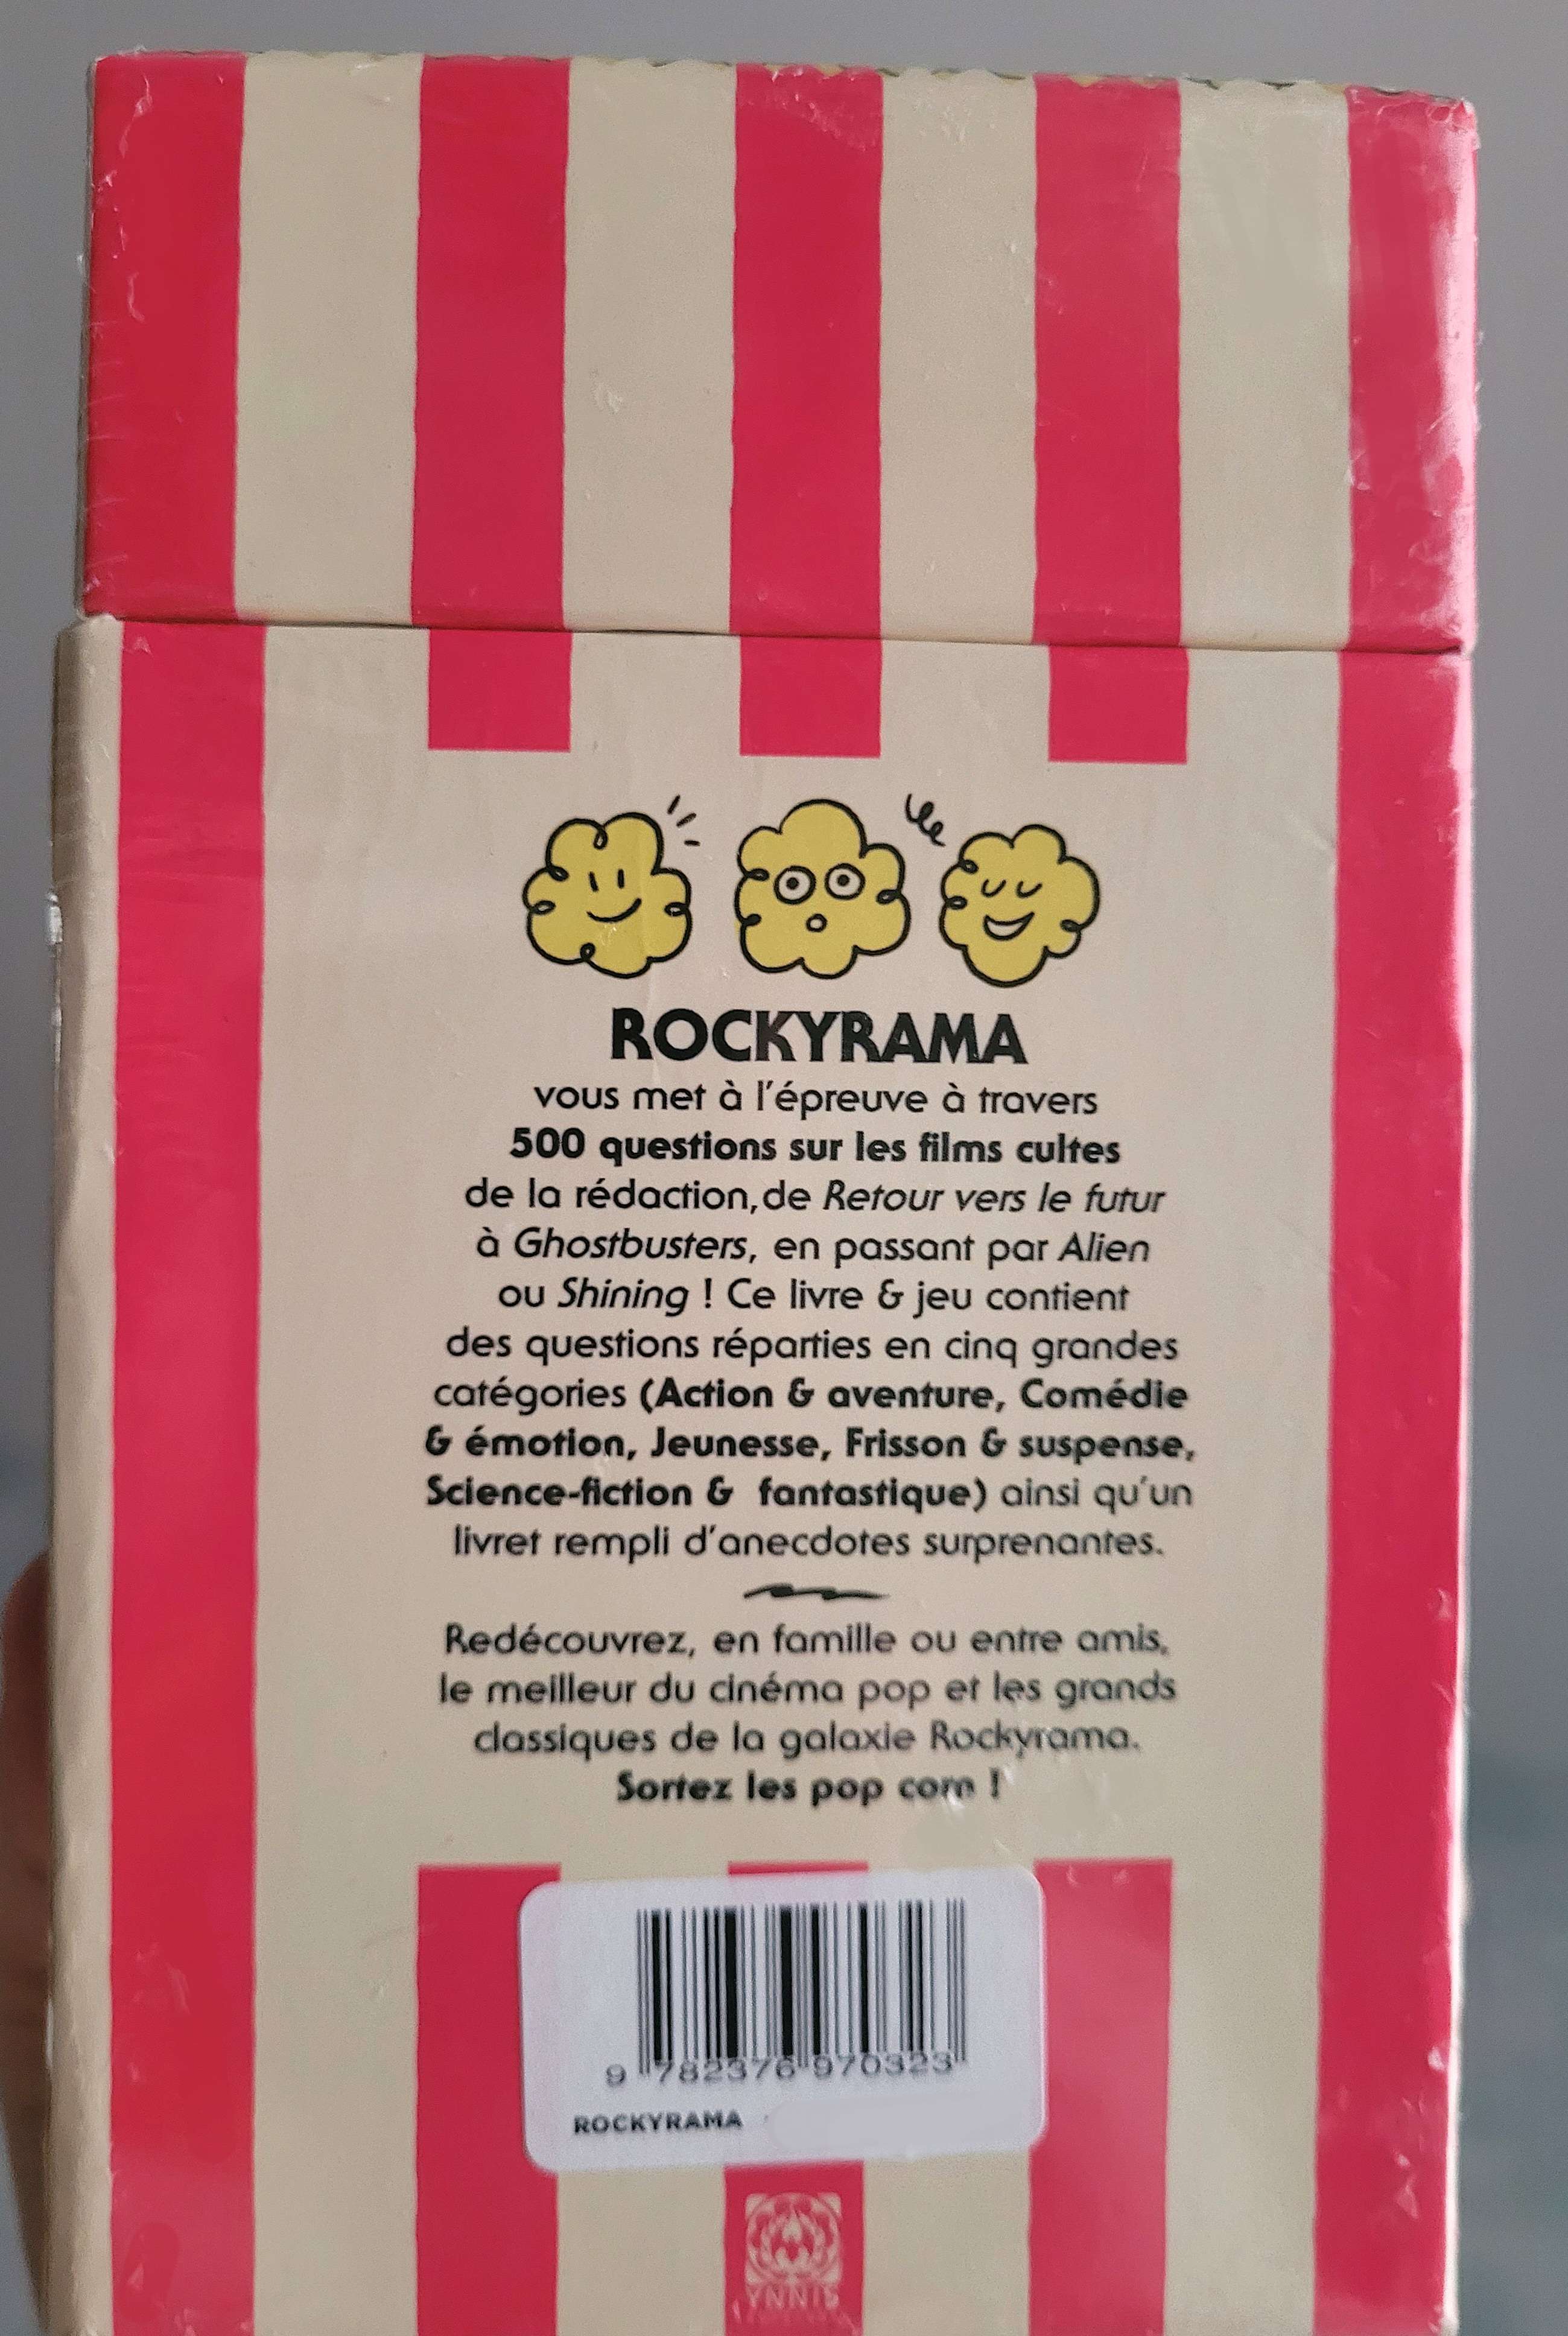 ROCKYRAMA
vous met à l'épreuve à travers
500 questions sur les films cultes
de la rédaction, de Retour vers le futur
à Ghostbusters, en passant par Alien
ou Shining ! Ce livre & jeu contient
des questions réparties en cinq grandes
catégories (Action & aventure, Comédie
& émotion, Jeunesse, Frisson & suspense,
Science-fiction & fantastique) ainsi qu'un
livret rempli d'anecdotes surprenantes.
Redécouvrez, en famille ou entre amis,
le meilleur du cinéma pop et les grands
classiques de la galaxie Rockyrama.
Sortez les pop corn !
9 782376 970323
ROCKYRAMA
YNNIS